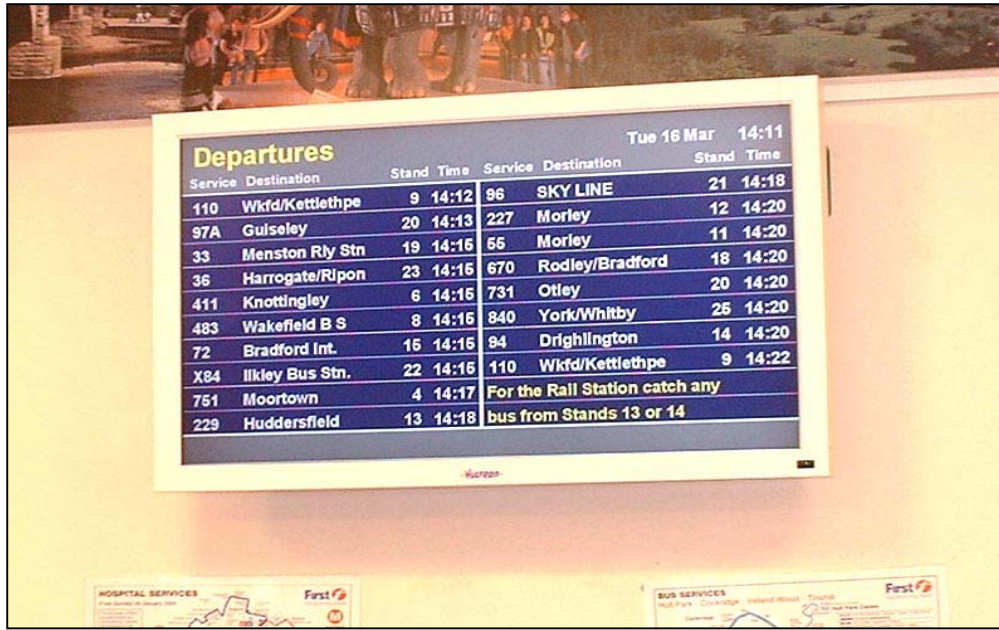 Departures
Tue 16 Mar 14:11
Service Destination Stand Time
110 Wkfd/Kettlethpe 9 14:12
97A Guiseley 20 14:13
33 Menston Rly Stn 19 14:15
36 Harrogate/Ripon 23 14:15
411 Knottingley 6 14:15
483 Wakefield B S 8 14:15
72 Bradford Int. 15 14:15
X84 Ilkley Bus Stn. 22 14:15
751 Moortown 4 14:17
229 Huddersfield 13 14:18
Service Destination Stand Time
96 SKY LINE 21 14:18
227 Morley 12 14:20
55 Morley 11 14:20
670 Rodley/Bradford 18 14:20
731 Otley 20 14:20
840 York/Whitby 25 14:20
94 Drighlington 14 14:20
110 Wkfd/Kettlethpe 9 14:22
For the Rail Station catch any
bus from Stands 13 or 14
HOSPITAL SERVICES
First
BUS SERVICES
First
Holt Park - Cookridge - Ireland Wood - Tinshill